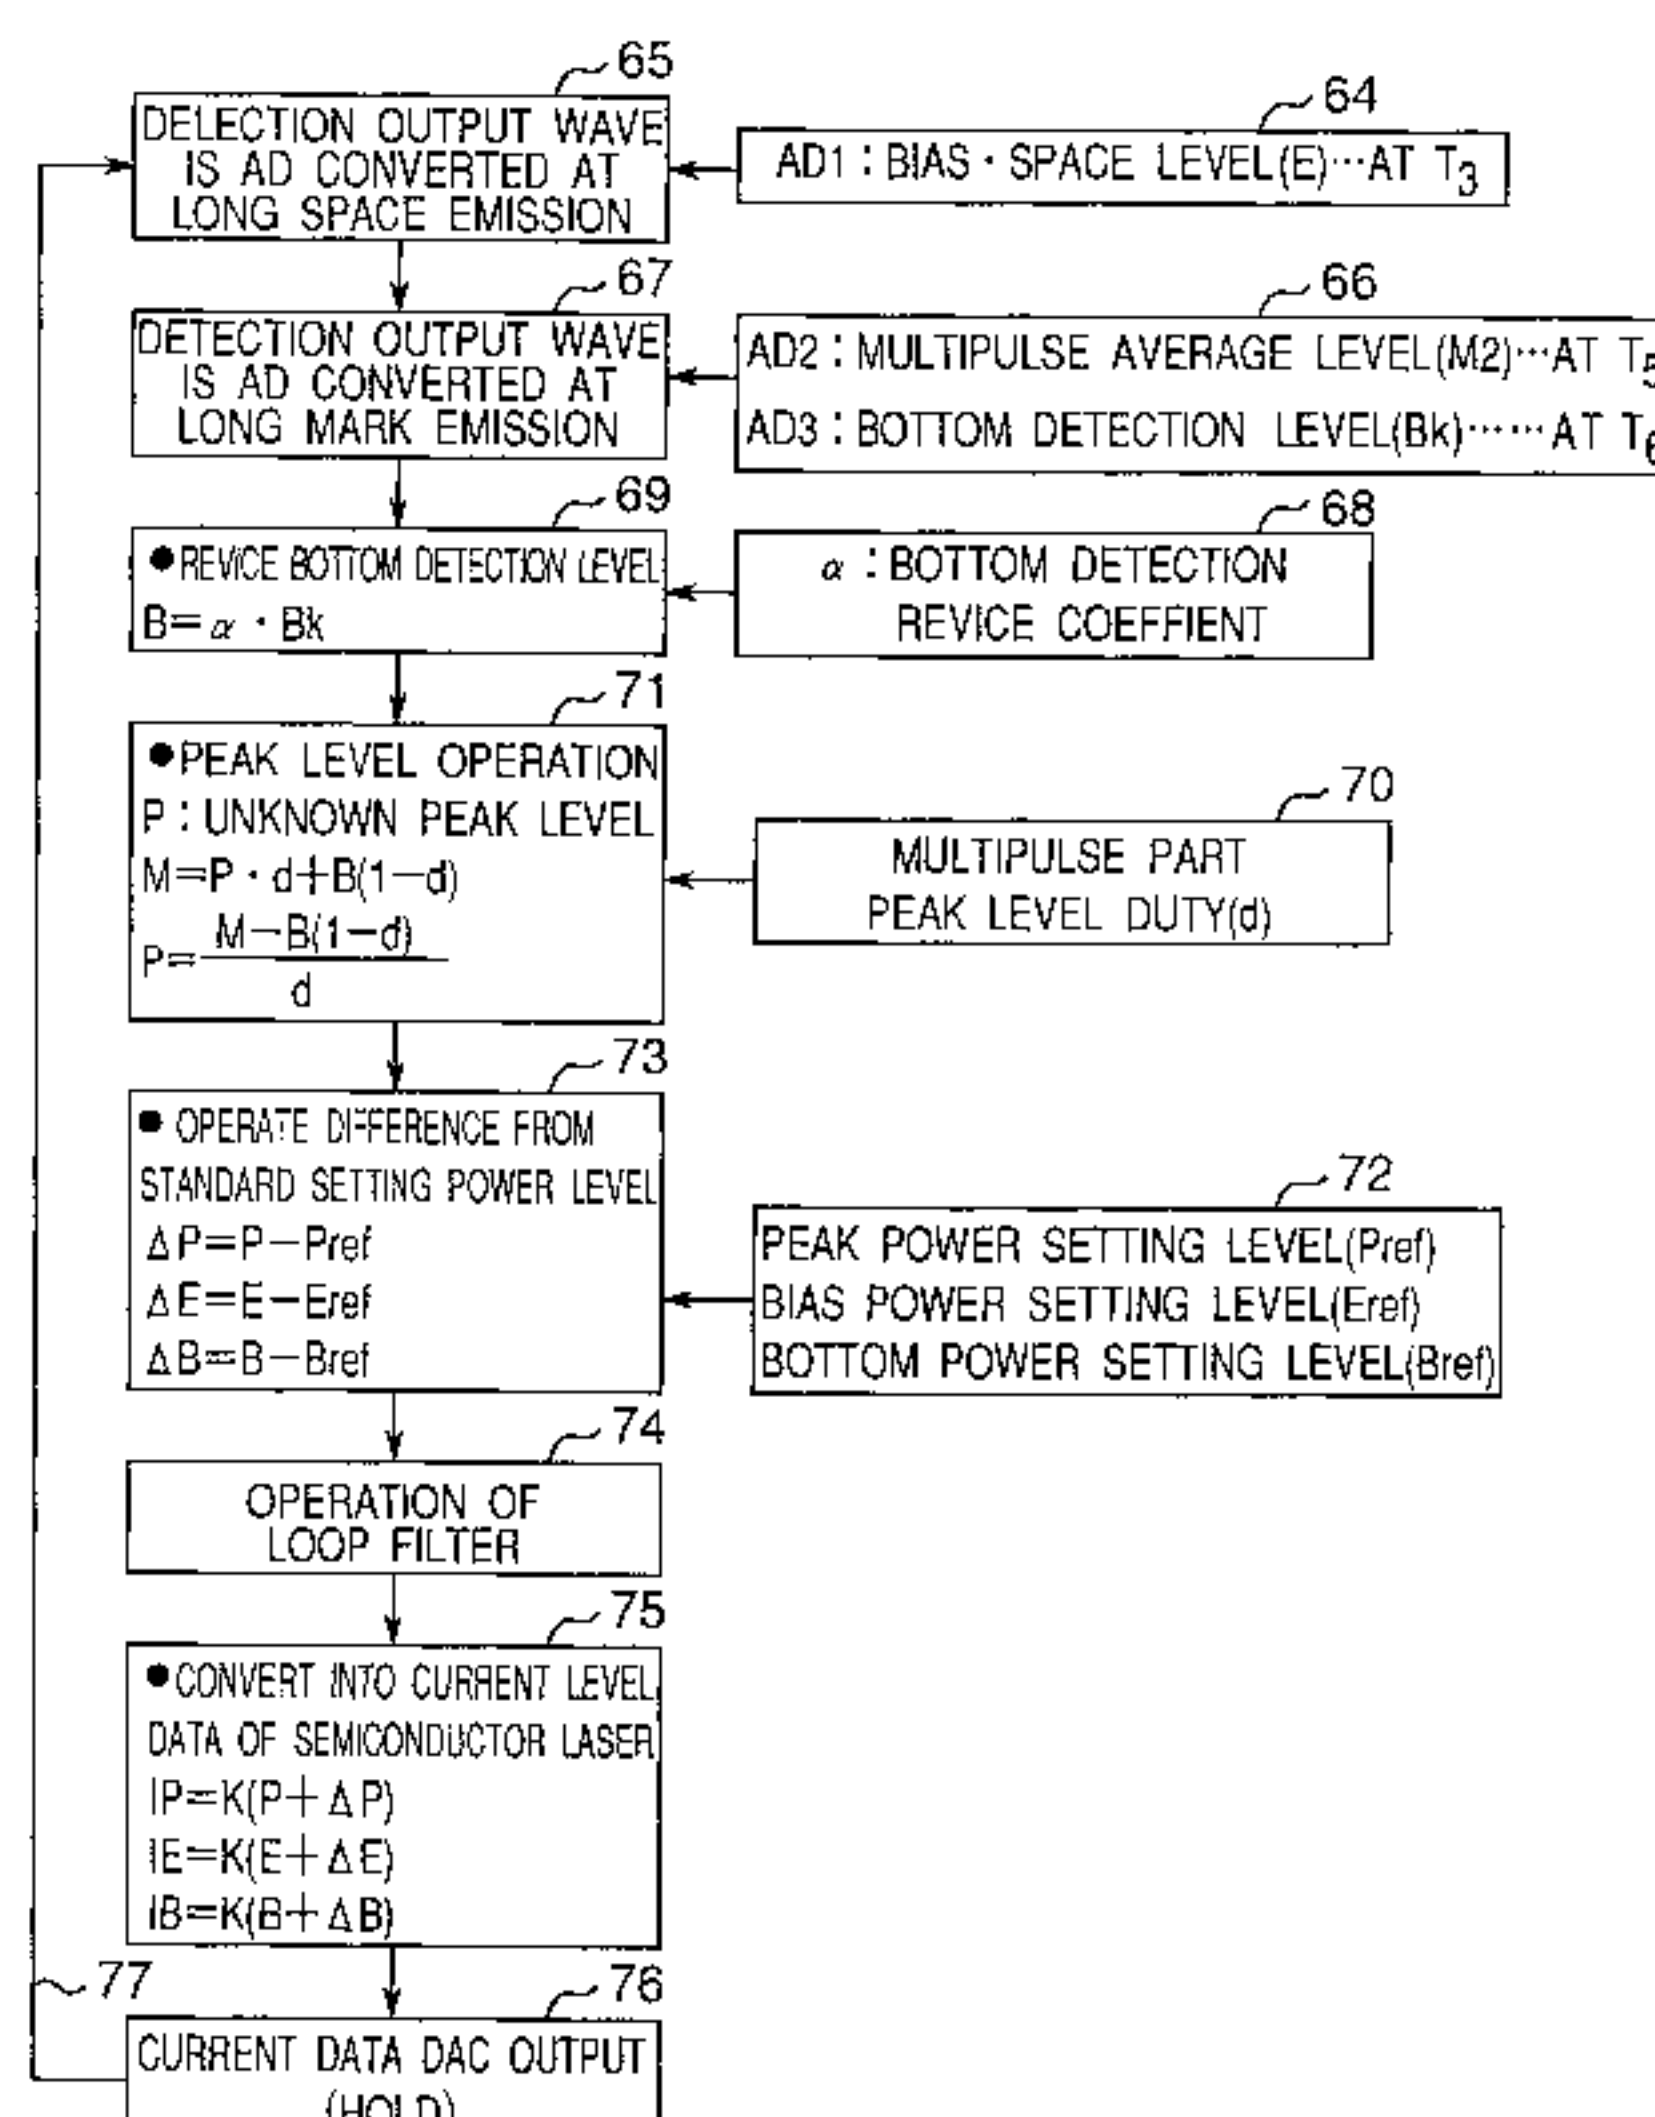 65
DELECTION OUTPUT WAVE
IS AD CONVERTED AT
LONG SPACE EMISSION
64
AD1 : BIAS · SPACE LEVEL(E)···AT T3
67
DETECTION OUTPUT WAVE
IS AD CONVERTED AT
LONG MARK EMISSION
66
AD2 : MULTIPULSE AVERAGE LEVEL(M2)···AT T5
AD3 : BOTTOM DETECTION LEVEL(Bk)······AT T6
69
●REVICE BOTTOM DETECTION LEVEL
B=α · Bk
68
α : BOTTOM DETECTION
REVICE COEFFIENT
71
●PEAK LEVEL OPERATION
P : UNKNOWN PEAK LEVEL
M=P · d+B(1−d)
P= M−B(1−d)
d
70
MULTIPULSE PART
PEAK LEVEL DUTY(d)
73
● OPERATE DIFFERENCE FROM
STANDARD SETTING POWER LEVEL
ΔP=P−Pref
ΔE=E−Eref
ΔB=B−Bref
72
PEAK POWER SETTING LEVEL(Pref)
BIAS POWER SETTING LEVEL(Eref)
BOTTOM POWER SETTING LEVEL(Bref)
74
OPERATION OF
LOOP FILTER
75
●CONVERT INTO CURRENT LEVEL
DATA OF SEMICONDUCTOR LASER
IP=K(P+ΔP)
IE=K(E+ΔE)
IB=K(B+ΔB)
77
76
CURRENT DATA DAC OUTPUT
(HOLD)